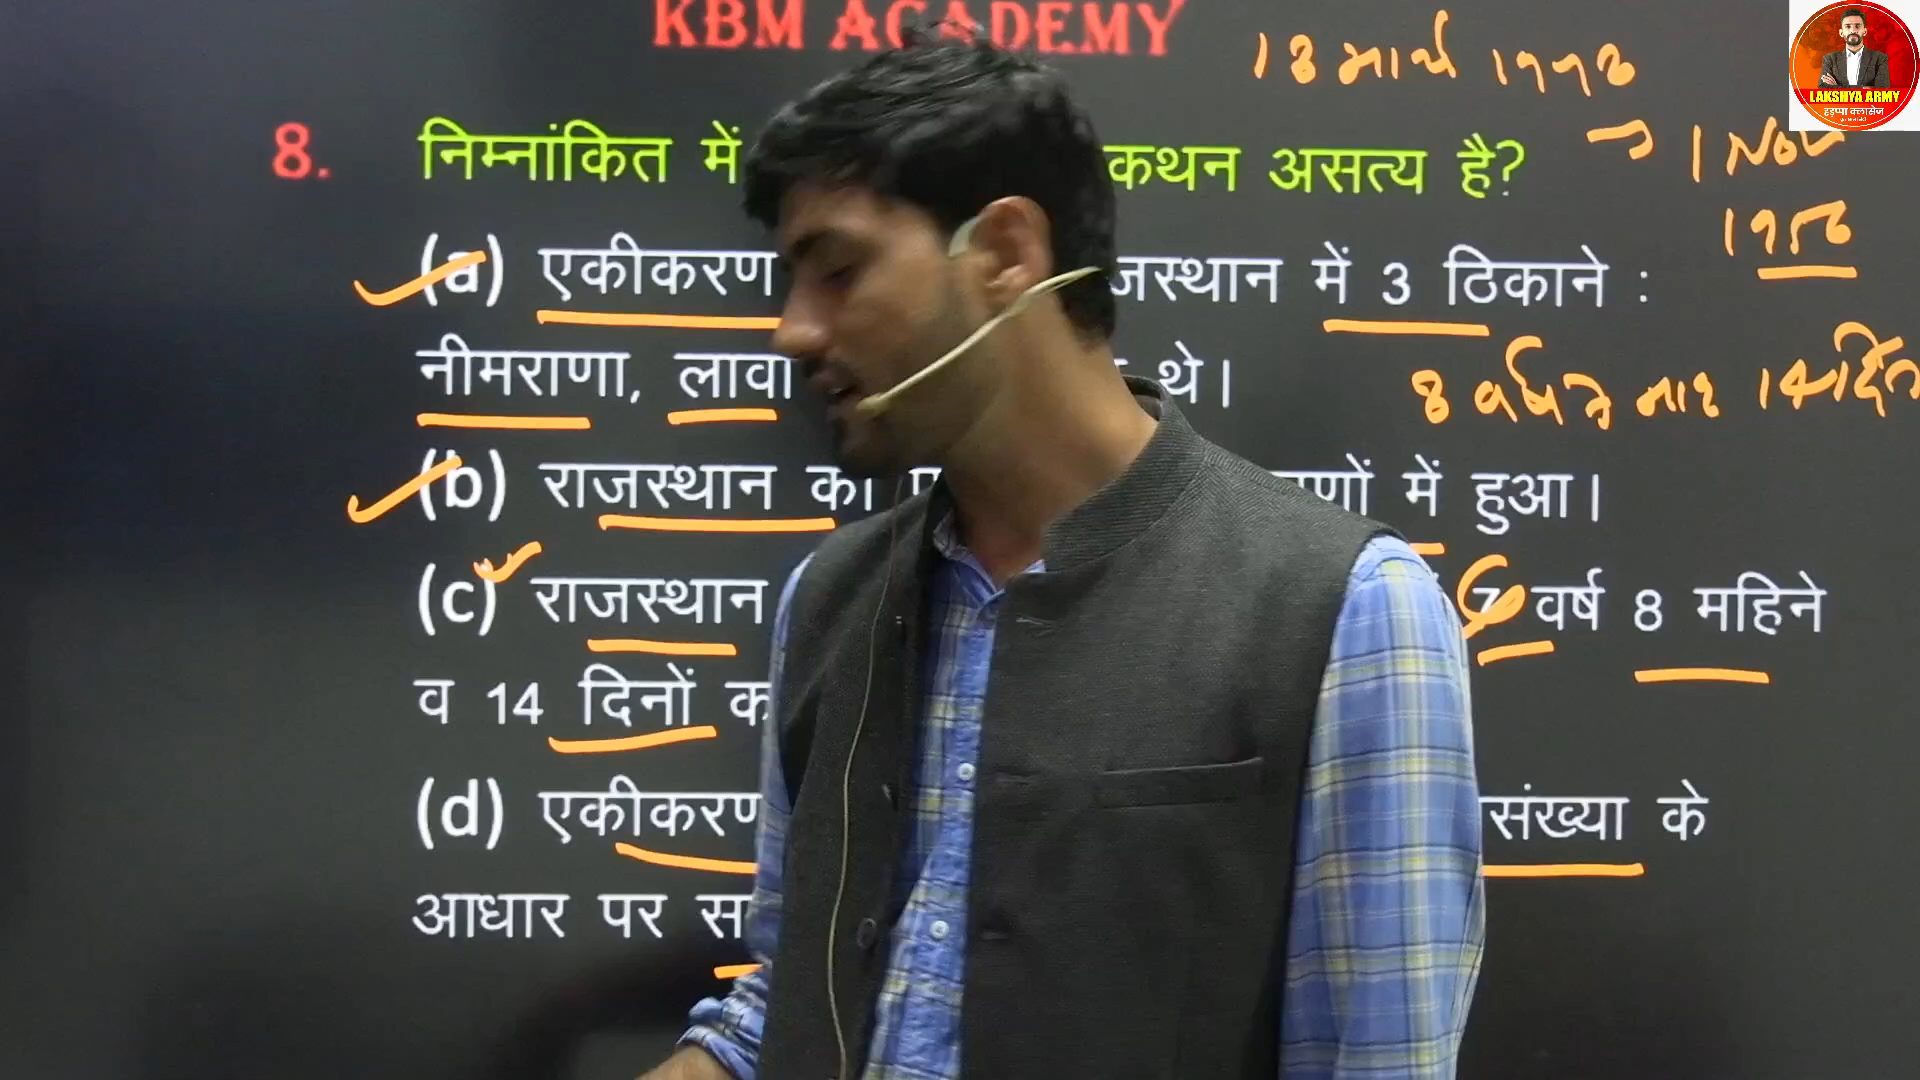 KBM ACADEMY
18 मार्च 1948
→ 1 Nov
1956
8 वर्ष 7 माह 14 दिन
LAKSHYA ARMY
हड़प्पा क्लासेज
8. निम्नांकित में कथन असत्य है?
(a) एकीकरण जस्थान में 3 ठिकाने :
नीमराणा, लावा थे।
(b) राजस्थान का णों में हुआ।
(c) राजस्थान 7 वर्ष 8 महिने
व 14 दिनों क
(d) एकीकरण संख्या के
आधार पर स